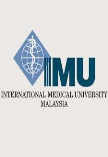 IMU
INTERNATIONAL MEDICAL UNIVERSITY
MALAYSIA